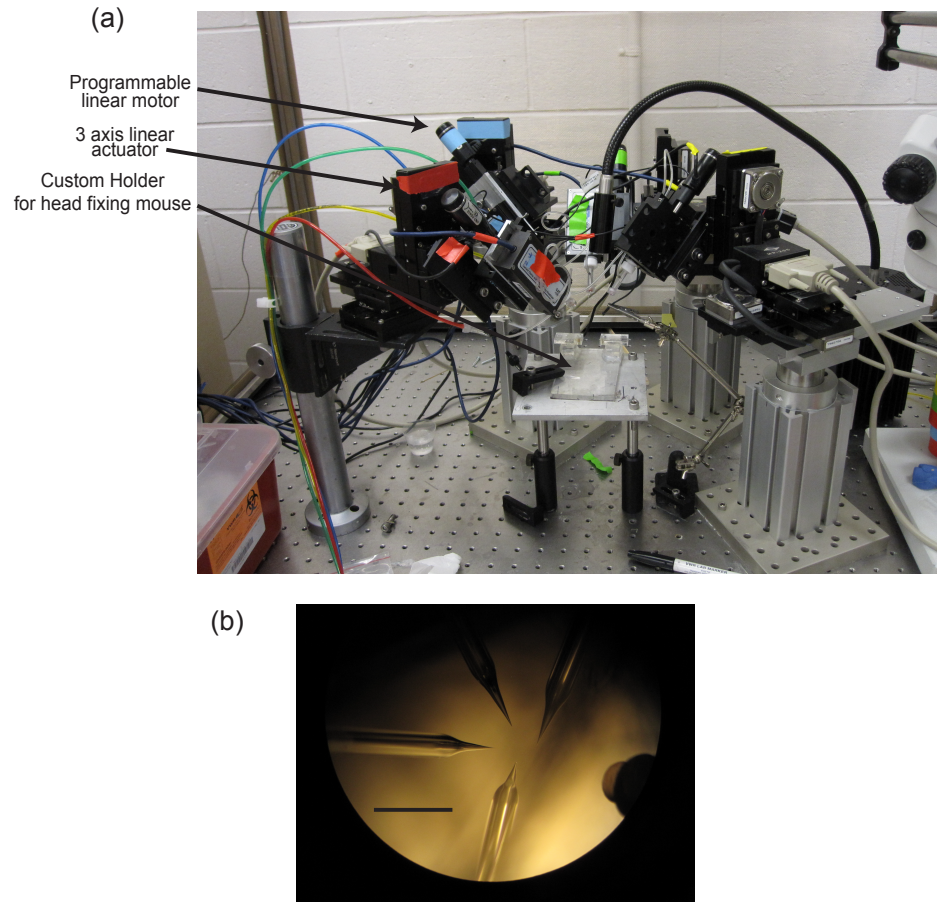 (a)
Programmable
linear motor
3 axis linear
actuator
Custom Holder
for head fixing mouse
(b)